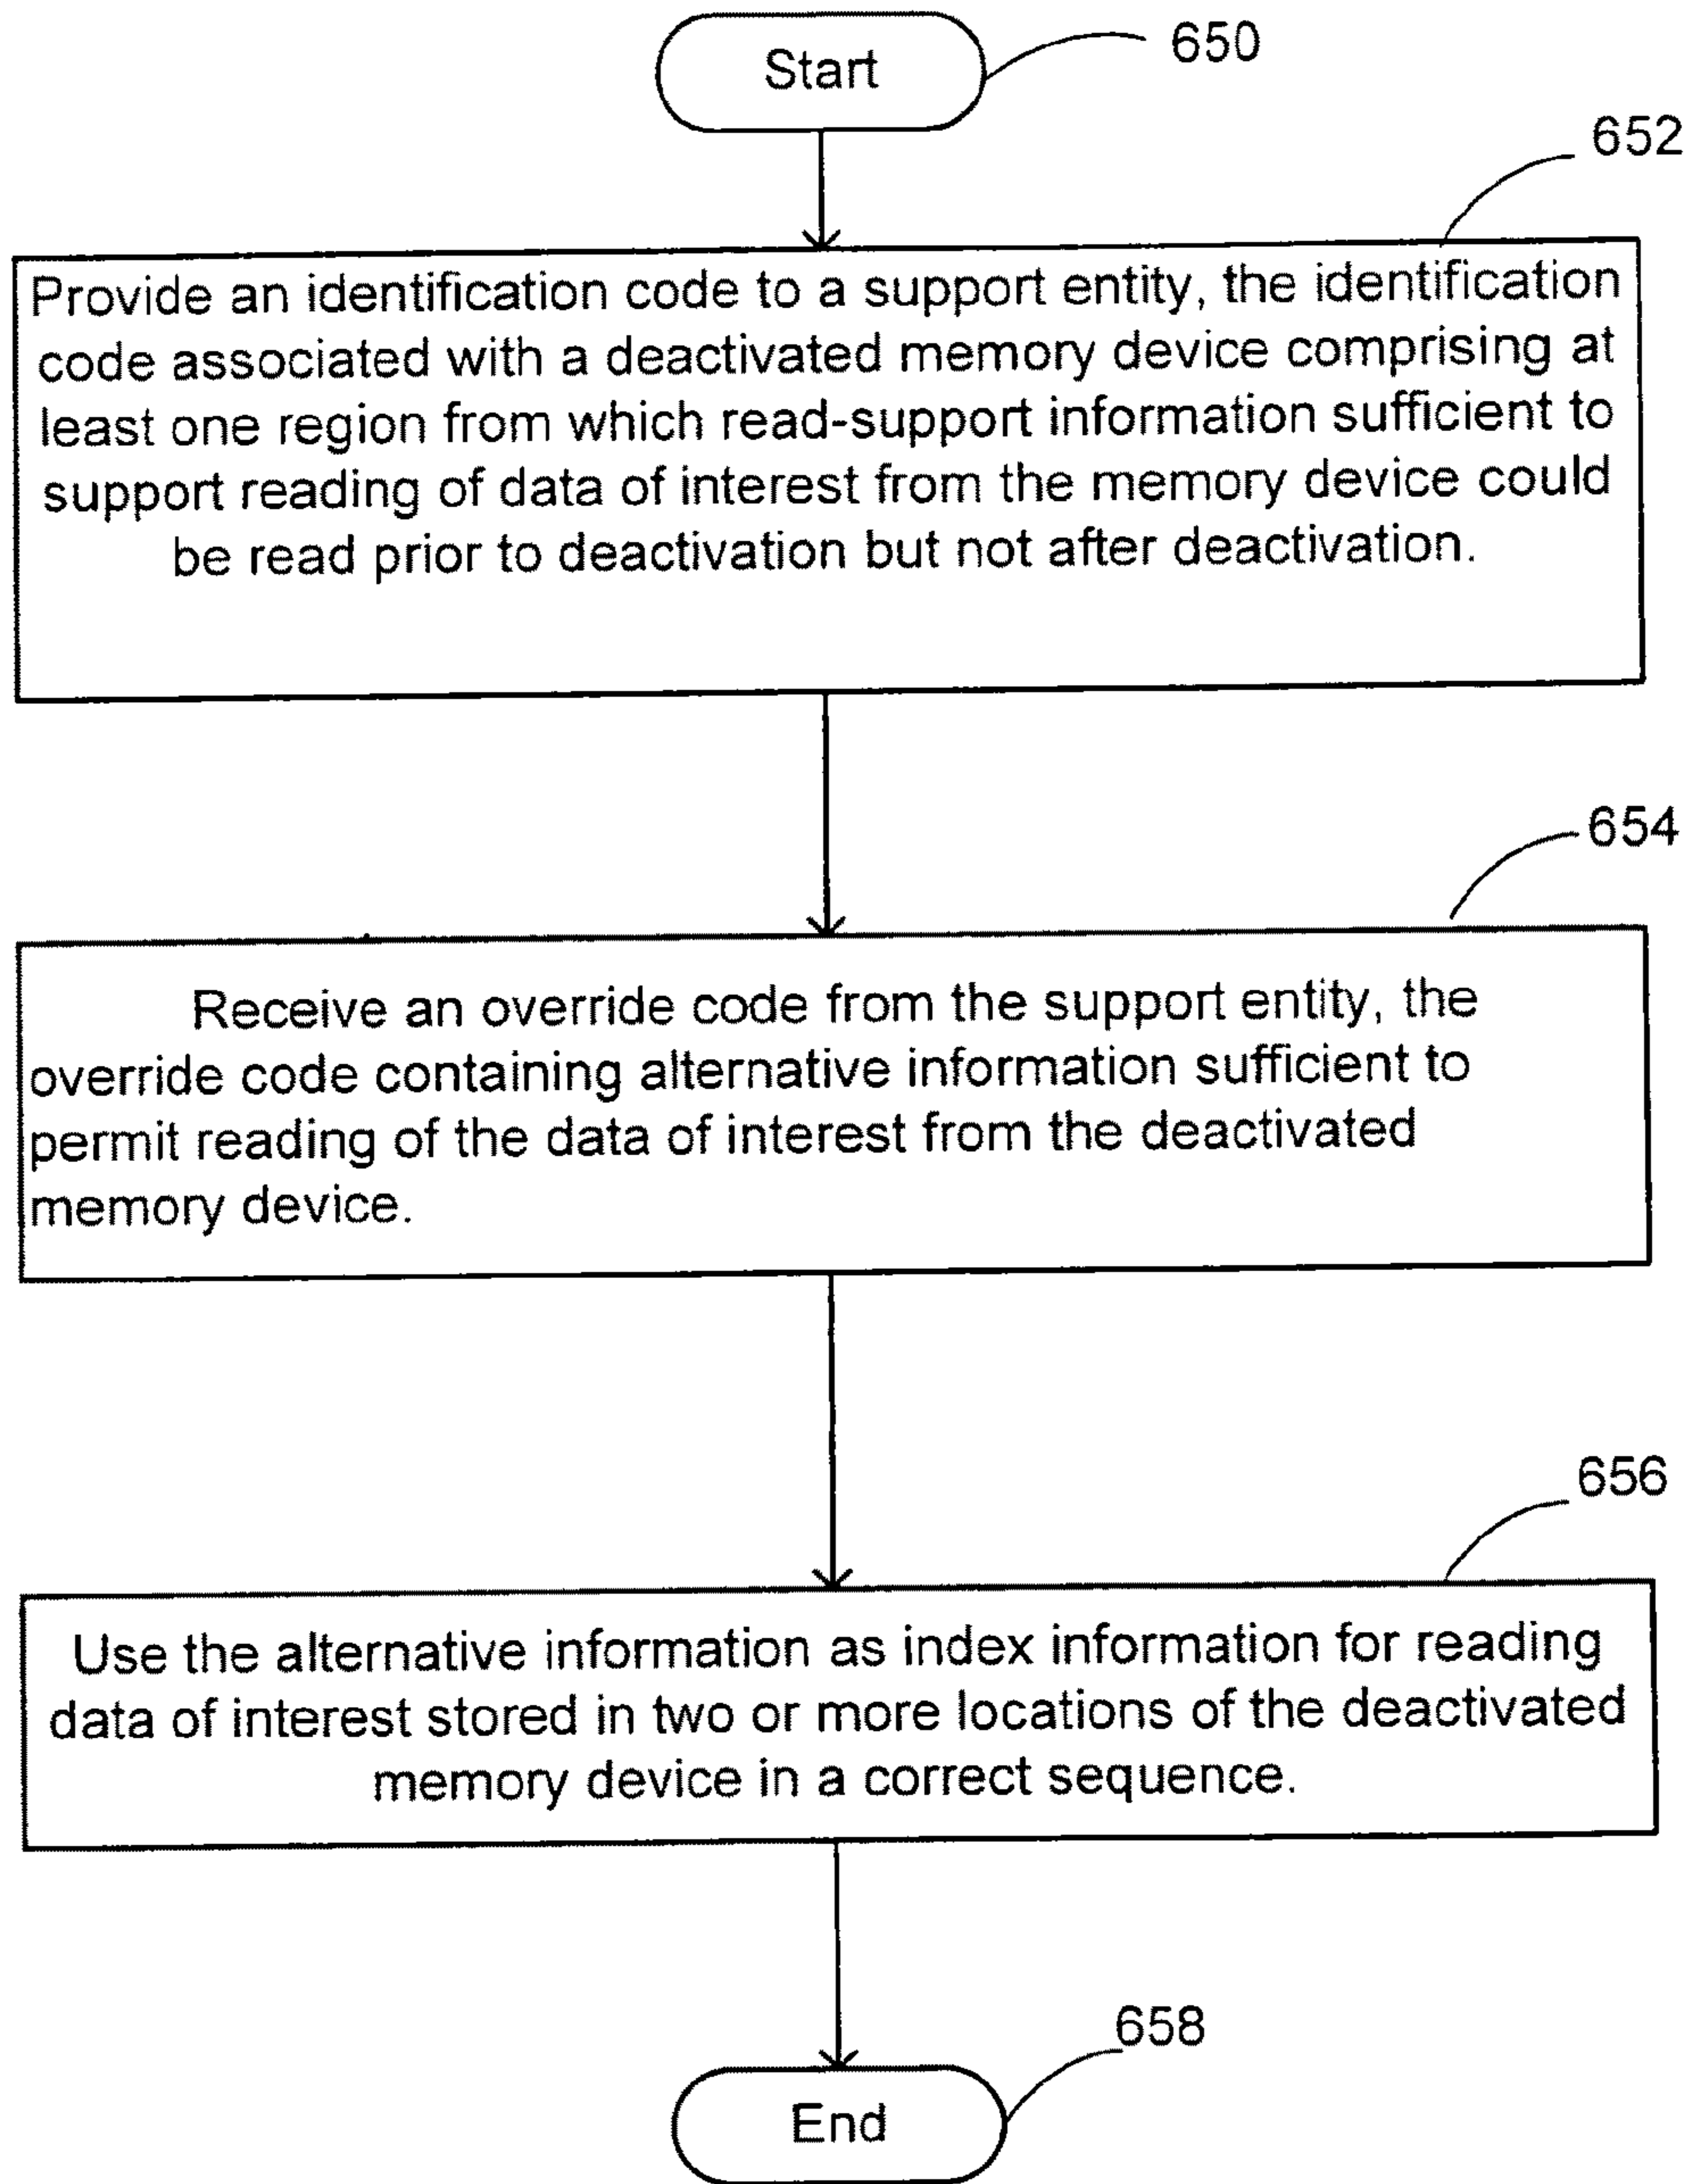 Start
650
652
Provide an identification code to a support entity, the identification
code associated with a deactivated memory device comprising at
least one region from which read-support information sufficient to
support reading of data of interest from the memory device could
be read prior to deactivation but not after deactivation.
654
Receive an override code from the support entity, the
override code containing alternative information sufficient to
permit reading of the data of interest from the deactivated
memory device.
656
Use the alternative information as index information for reading
data of interest stored in two or more locations of the deactivated
memory device in a correct sequence.
658
End